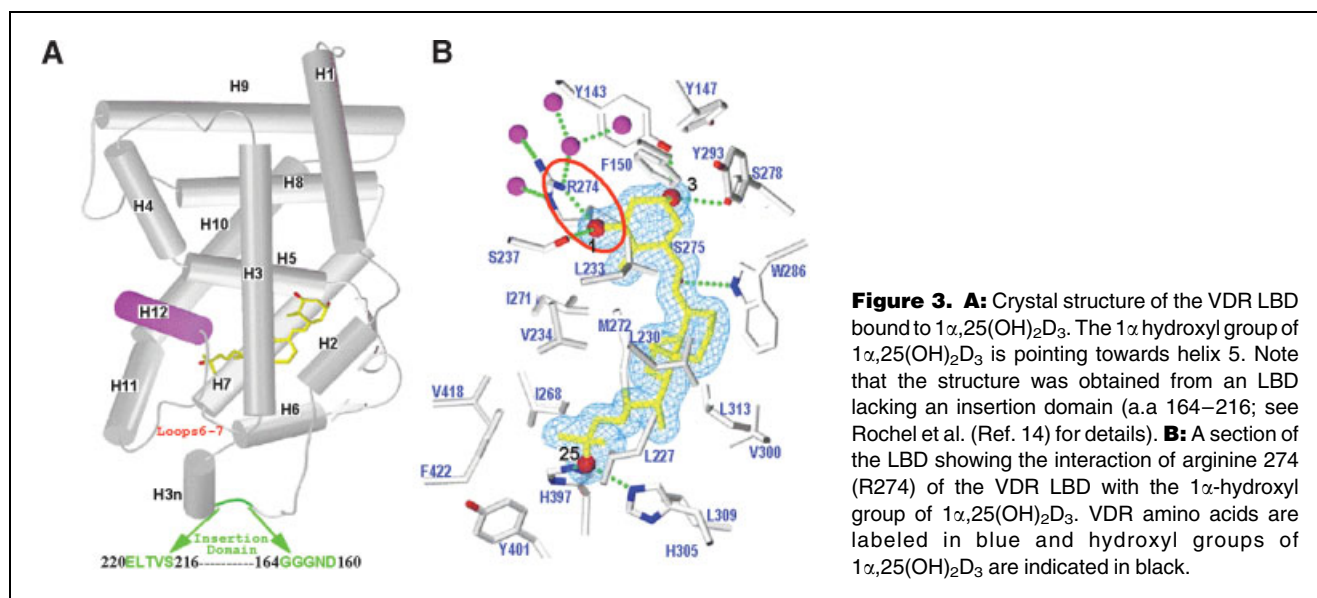 A
H1
H9
H8
H4
H10
H3
H5
H12
H2
H7
H11
H6
Loops6-7
H3n
Insertion
Domain
220ELTVS216----------164GGGND160
B
Y143
Y147
F150
Y293
S278
R274
3
1
S237
S275
L233
W286
I271
M272
V234
L230
V418
I268
L313
V300
25
L227
F422
H397
L309
Y401
H305
Figure 3. A: Crystal structure of the VDR LBD
bound to 1α,25(OH)₂D₃. The 1α hydroxyl group of
1α,25(OH)₂D₃ is pointing towards helix 5. Note
that the structure was obtained from an LBD
lacking an insertion domain (a.a 164–216; see
Rochel et al. (Ref. 14) for details). B: A section of
the LBD showing the interaction of arginine 274
(R274) of the VDR LBD with the 1α-hydroxyl
group of 1α,25(OH)₂D₃. VDR amino acids are
labeled in blue and hydroxyl groups of
1α,25(OH)₂D₃ are indicated in black.